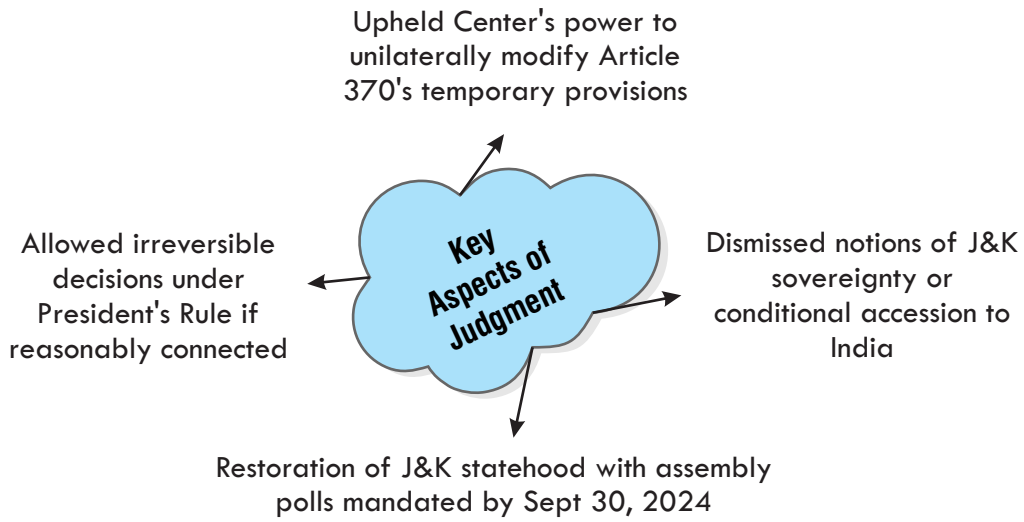 Upheld Center's power to
unilaterally modify Article
370's temporary provisions
Allowed irreversible
decisions under
President's Rule if
reasonably connected
Key
Aspects of
Judgment
Dismissed notions of J&K
sovereignty or
conditional accession to
India
Restoration of J&K statehood with assembly
polls mandated by Sept 30, 2024